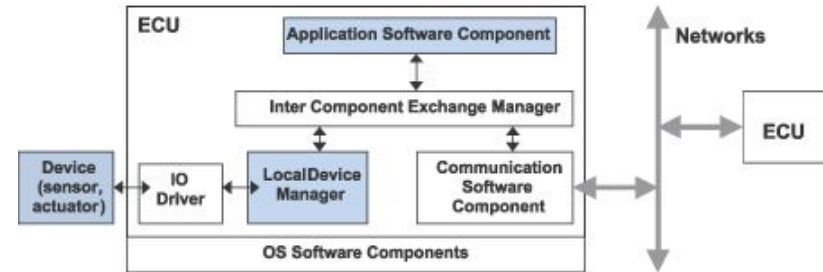 ECU
Application Software Component
Networks
Inter Component Exchange Manager
ECU
Device
(sensor,
actuator)
IO
Driver
LocalDevice
Manager
Communication
Software
Component
OS Software Components